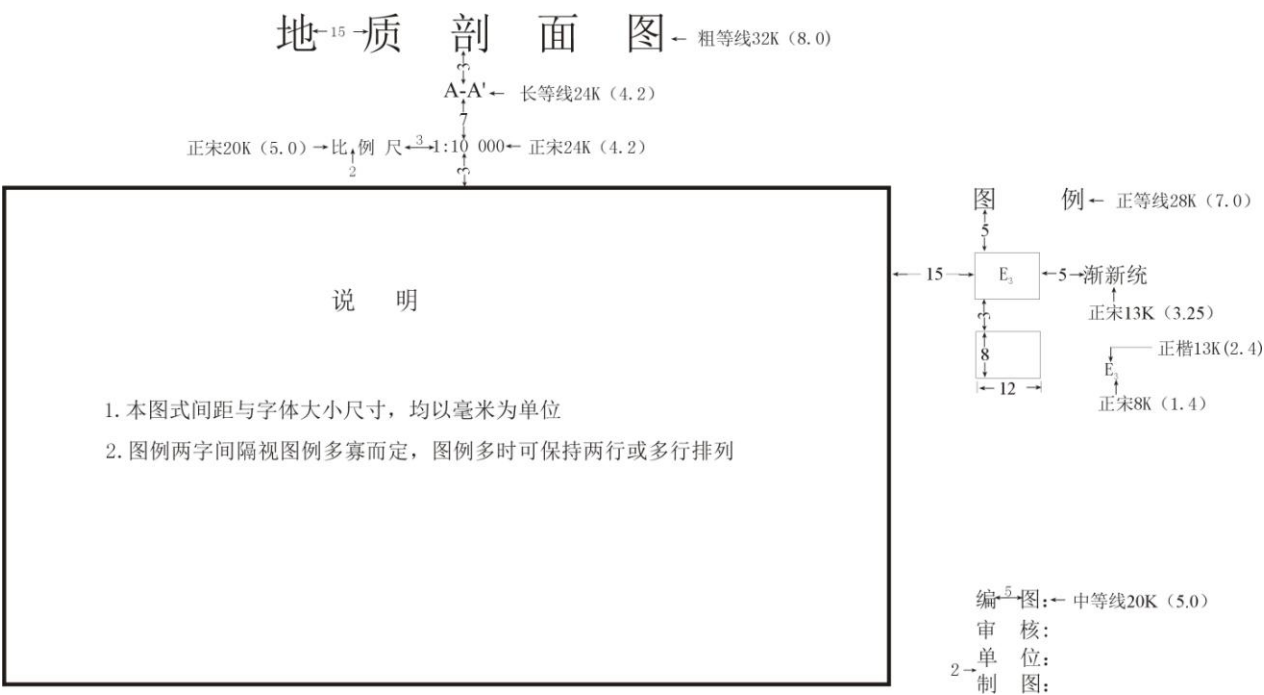 地 15 质 剖 面 图 粗等线32K（8.0）
3
A-A' 长等线24K（4.2）
7
正宋20K（5.0） 比 例 尺 3 1:10 000 正宋24K（4.2）
2 3
图 例 正等线28K（7.0）
5
15 E3 5 渐新统
正宋13K（3.25）
3
8
12
正楷13K(2.4)
E3
正宋8K（1.4）
说 明
1.本图式间距与字体大小尺寸，均以毫米为单位
2.图例两字间隔视图例多寡而定，图例多时可保持两行或多行排列
编 5 图: 中等线20K（5.0）
审 核:
2 单 位:
制 图: